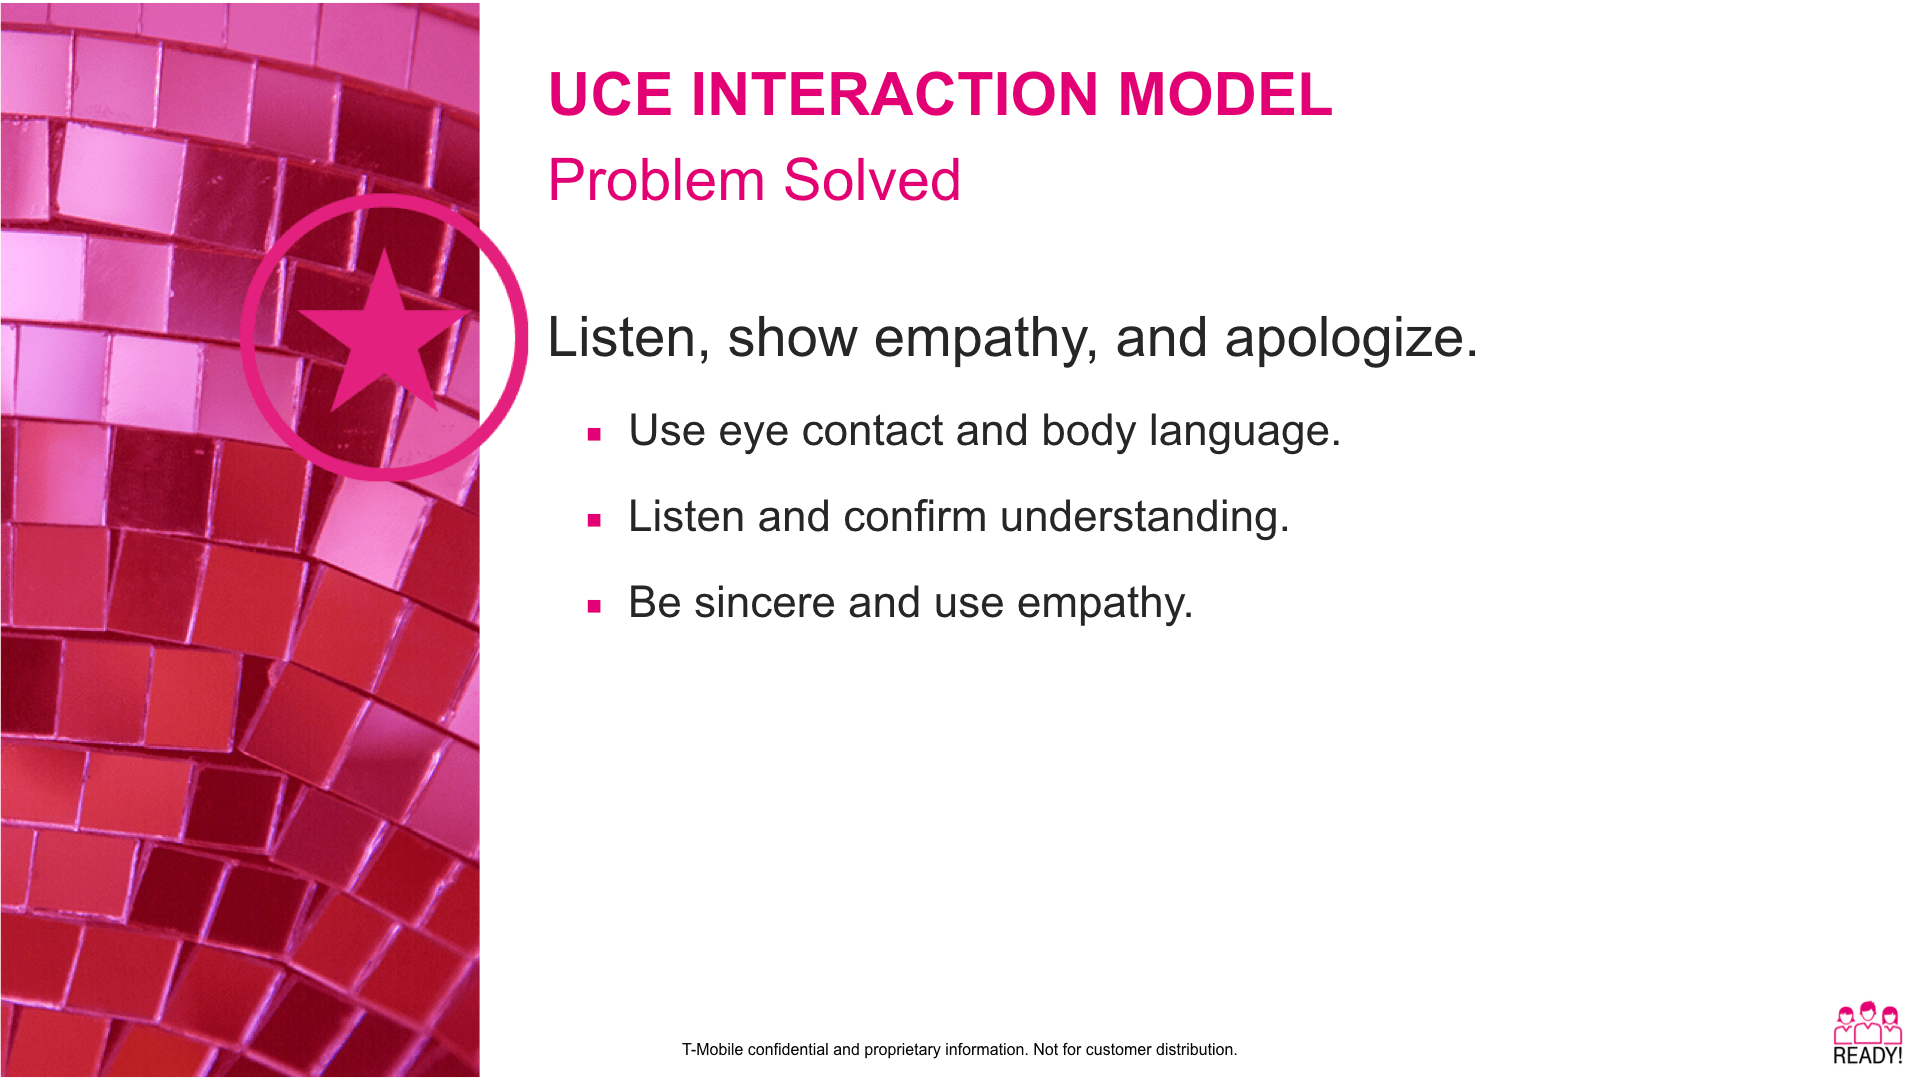 UCE INTERACTION MODEL
Problem Solved
Listen, show empathy, and apologize.
Use eye contact and body language.
Listen and confirm understanding.
Be sincere and use empathy.
T-Mobile confidential and proprietary information. Not for customer distribution.
READY!